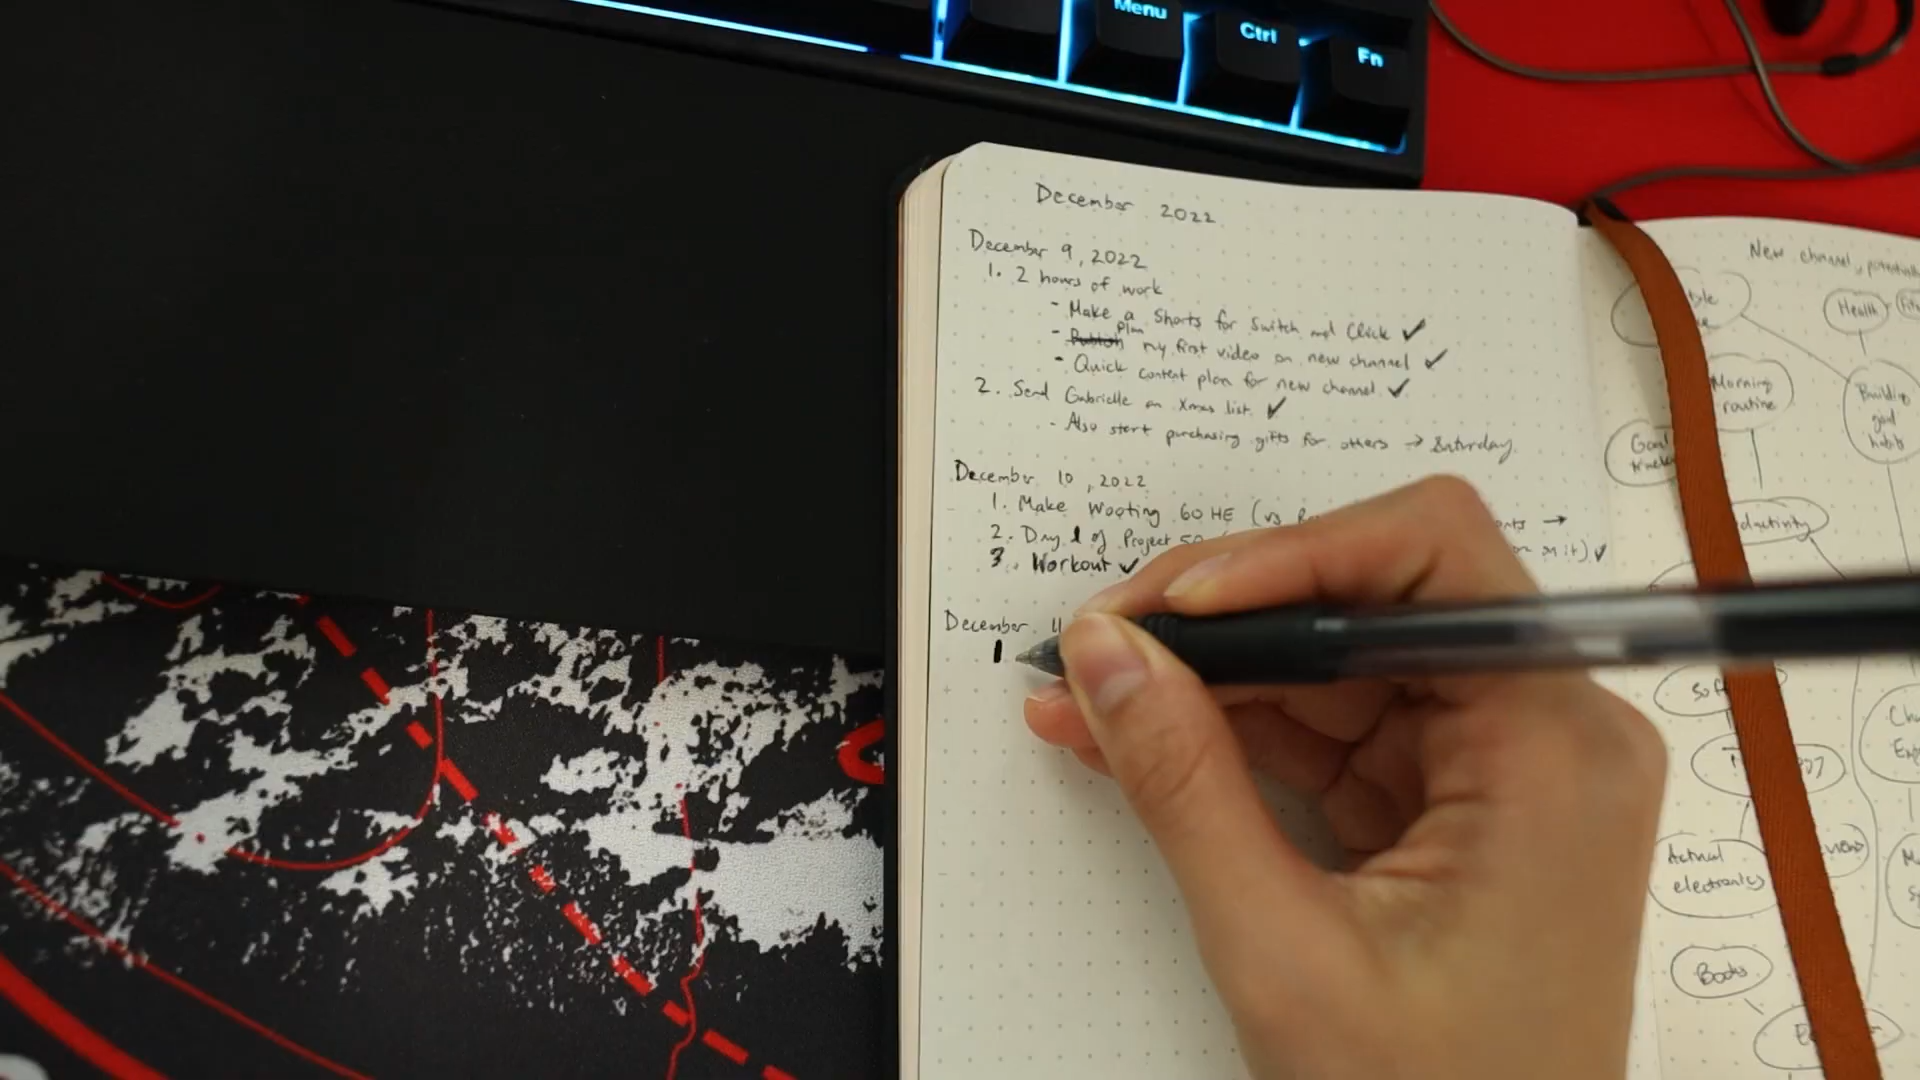 Menu
Ctrl
Fn
December 2022
December 9, 2022
1. 2 hours of work
- Make a Shorts for Switch and Click ✓
- Plan my first video on new channel ✓
- Quick content plan for new channel ✓
2. Send Gabrielle an Xmas list ✓
- Also start purchasing gifts for others → Saturday
December 10, 2022
1. Make Wooting 60HE (vs →
2. Day 1 of Project 50 on it) ✓
3. Workout ✓
December 11
1
New channel,
Health
Morning
routine
Building
good
habits
Goal
Actual
electronics
Books